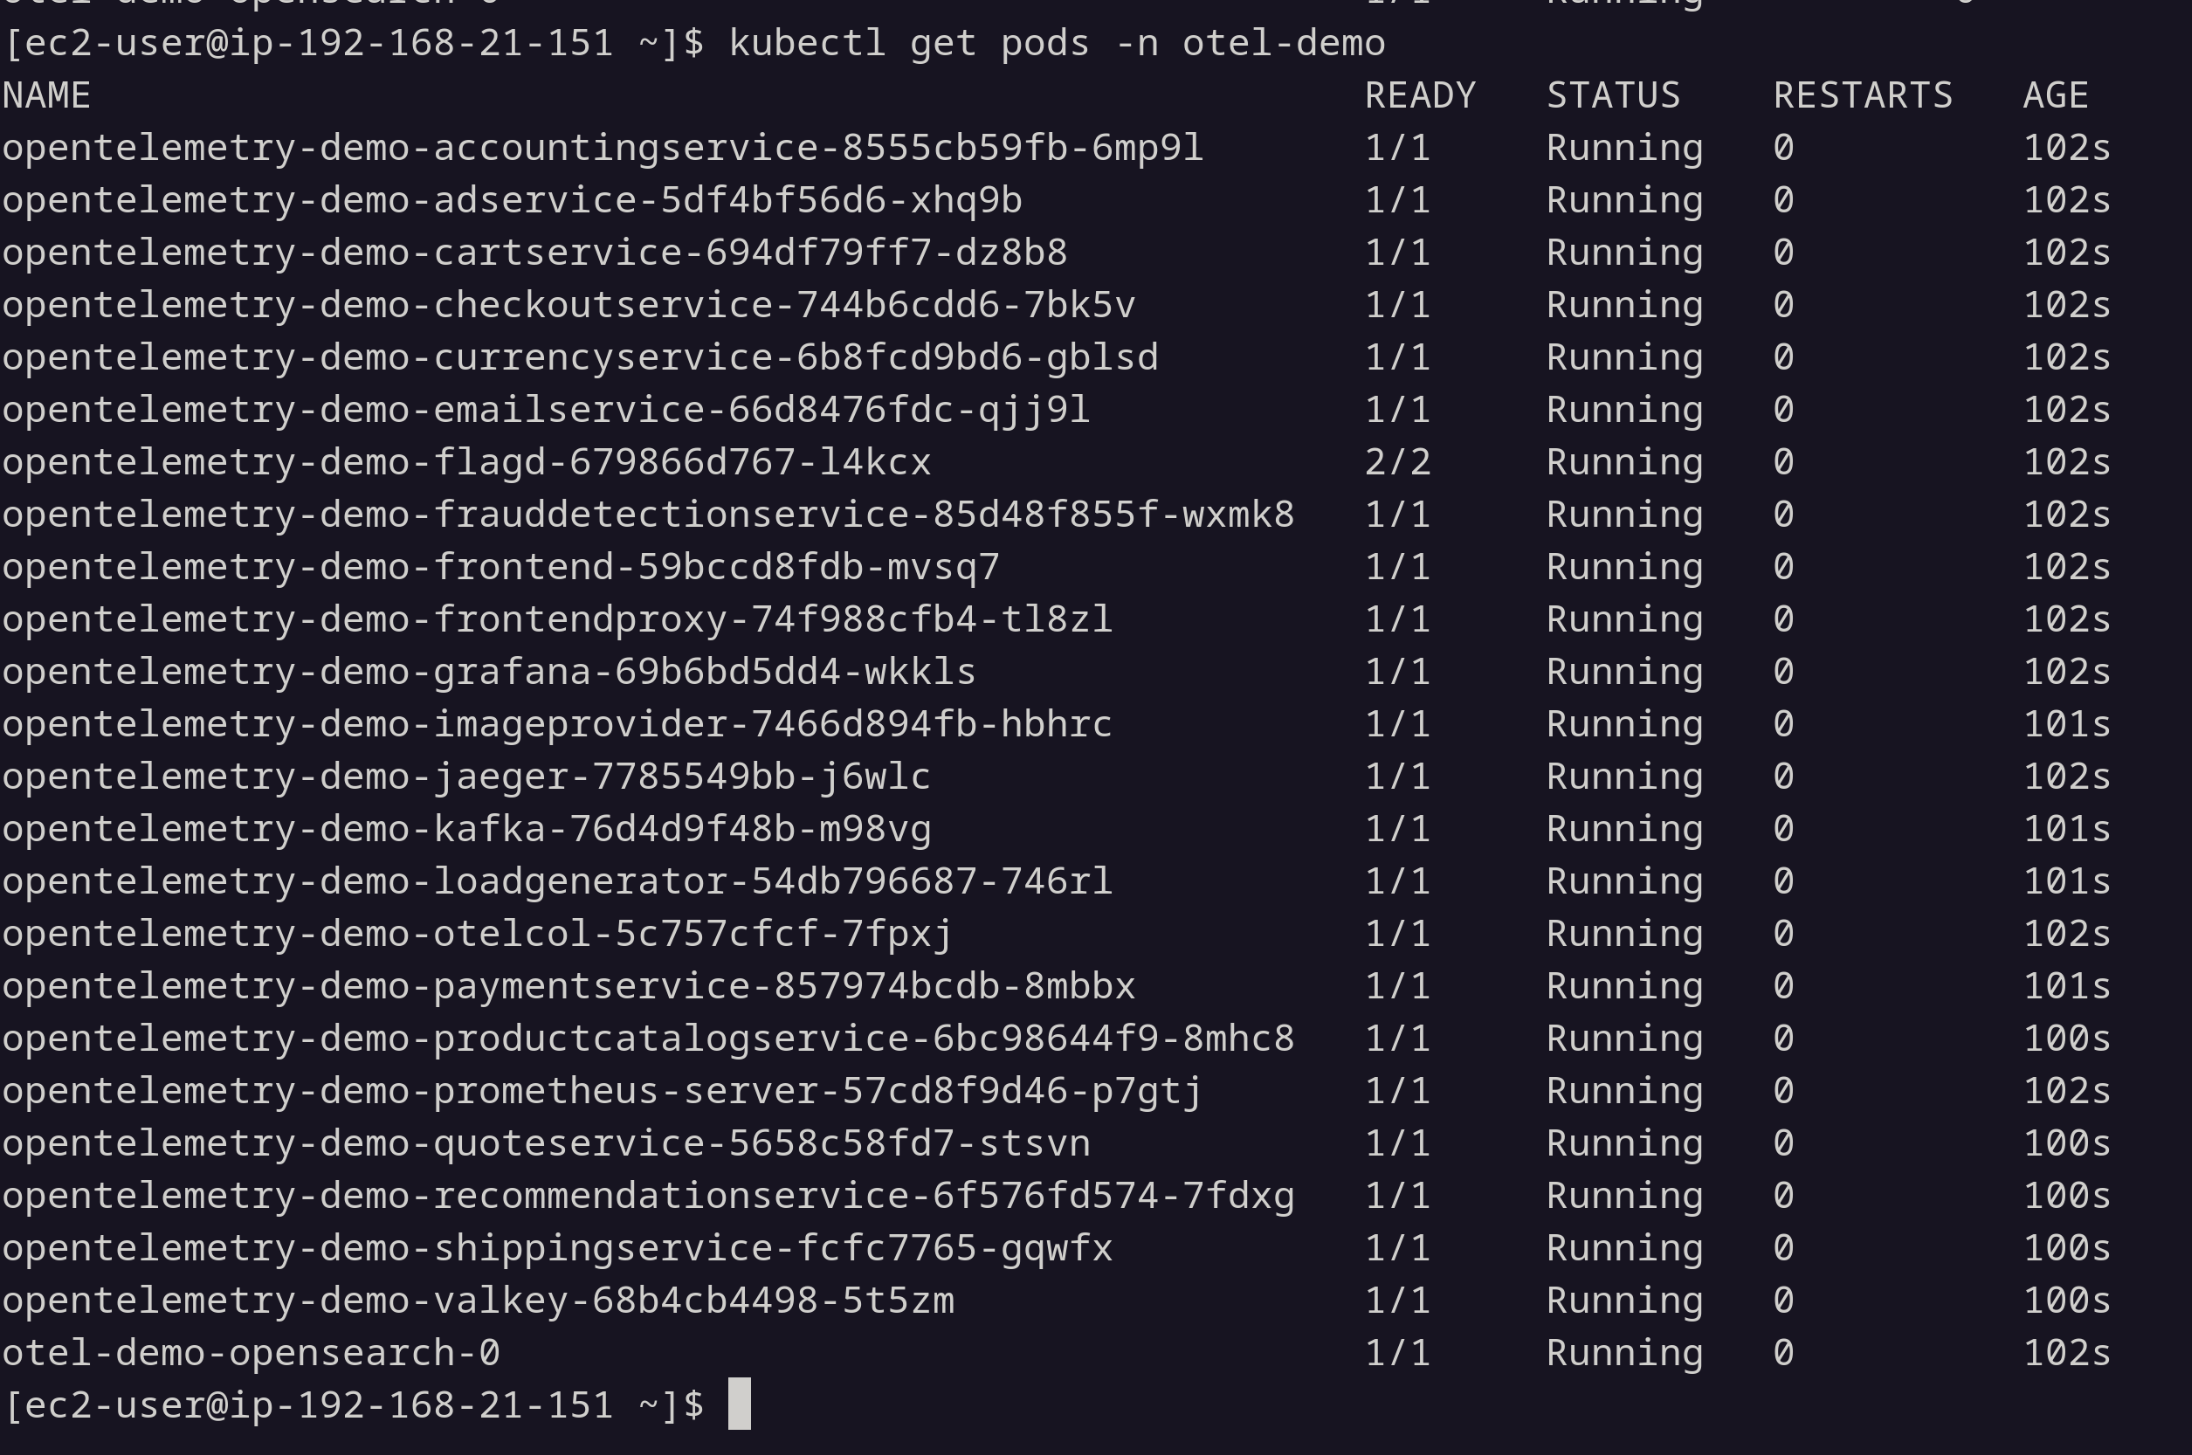 otel-demo-opensearch-0 1/1 Running 0
[ec2-user@ip-192-168-21-151 ~]$ kubectl get pods -n otel-demo
NAME READY STATUS RESTARTS AGE
opentelemetry-demo-accountingservice-8555cb59fb-6mp9l 1/1 Running 0 102s
opentelemetry-demo-adservice-5df4bf56d6-xhq9b 1/1 Running 0 102s
opentelemetry-demo-cartservice-694df79ff7-dz8b8 1/1 Running 0 102s
opentelemetry-demo-checkoutservice-744b6cdd6-7bk5v 1/1 Running 0 102s
opentelemetry-demo-currencyservice-6b8fcd9bd6-gblsd 1/1 Running 0 102s
opentelemetry-demo-emailservice-66d8476fdc-qjj9l 1/1 Running 0 102s
opentelemetry-demo-flagd-679866d767-l4kcx 2/2 Running 0 102s
opentelemetry-demo-frauddetectionservice-85d48f855f-wxmk8 1/1 Running 0 102s
opentelemetry-demo-frontend-59bccd8fdb-mvsq7 1/1 Running 0 102s
opentelemetry-demo-frontendproxy-74f988cfb4-tl8zl 1/1 Running 0 102s
opentelemetry-demo-grafana-69b6bd5dd4-wkkls 1/1 Running 0 102s
opentelemetry-demo-imageprovider-7466d894fb-hbhrc 1/1 Running 0 101s
opentelemetry-demo-jaeger-7785549bb-j6wlc 1/1 Running 0 102s
opentelemetry-demo-kafka-76d4d9f48b-m98vg 1/1 Running 0 101s
opentelemetry-demo-loadgenerator-54db796687-746rl 1/1 Running 0 101s
opentelemetry-demo-otelcol-5c757cfcf-7fpxj 1/1 Running 0 102s
opentelemetry-demo-paymentservice-857974bcdb-8mbbx 1/1 Running 0 101s
opentelemetry-demo-productcatalogservice-6bc98644f9-8mhc8 1/1 Running 0 100s
opentelemetry-demo-prometheus-server-57cd8f9d46-p7gtj 1/1 Running 0 102s
opentelemetry-demo-quoteservice-5658c58fd7-stsvn 1/1 Running 0 100s
opentelemetry-demo-recommendationservice-6f576fd574-7fdxg 1/1 Running 0 100s
opentelemetry-demo-shippingservice-fcfc7765-gqwfx 1/1 Running 0 100s
opentelemetry-demo-valkey-68b4cb4498-5t5zm 1/1 Running 0 100s
otel-demo-opensearch-0 1/1 Running 0 102s
[ec2-user@ip-192-168-21-151 ~]$